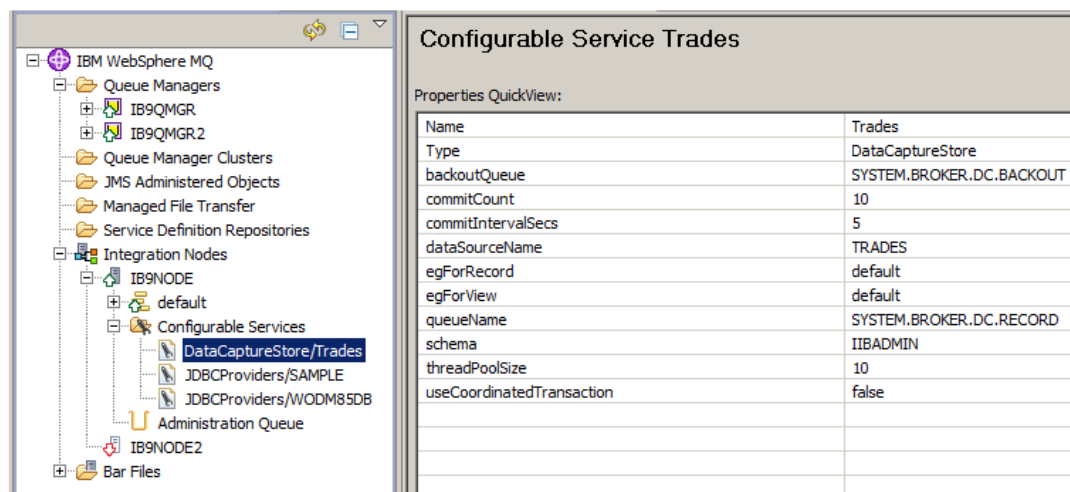 IBM WebSphere MQ
Queue Managers
IB9QMGR
IB9QMGR2
Queue Manager Clusters
JMS Administered Objects
Managed File Transfer
Service Definition Repositories
Integration Nodes
IB9NODE
default
Configurable Services
DataCaptureStore/Trades
JDBCProviders/SAMPLE
JDBCProviders/WODM85DB
Administration Queue
IB9NODE2
Bar Files
Configurable Service Trades
Properties QuickView:
Name Trades
Type DataCaptureStore
backoutQueue SYSTEM.BROKER.DC.BACKOUT
commitCount 10
commitIntervalSecs 5
dataSourceName TRADES
egForRecord default
egForView default
queueName SYSTEM.BROKER.DC.RECORD
schema IIBADMIN
threadPoolSize 10
useCoordinatedTransaction false